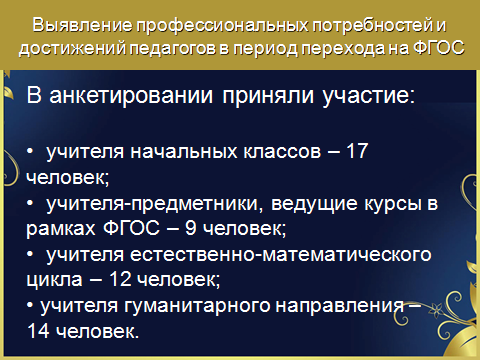 Выявление профессиональных потребностей и
достижений педагогов в период перехода на ФГОС
В анкетировании приняли участие:
• учителя начальных классов – 17
человек;
• учителя-предметники, ведущие курсы в
рамках ФГОС – 9 человек;
• учителя естественно-математического
цикла – 12 человек;
• учителя гуманитарного направления –
14 человек.